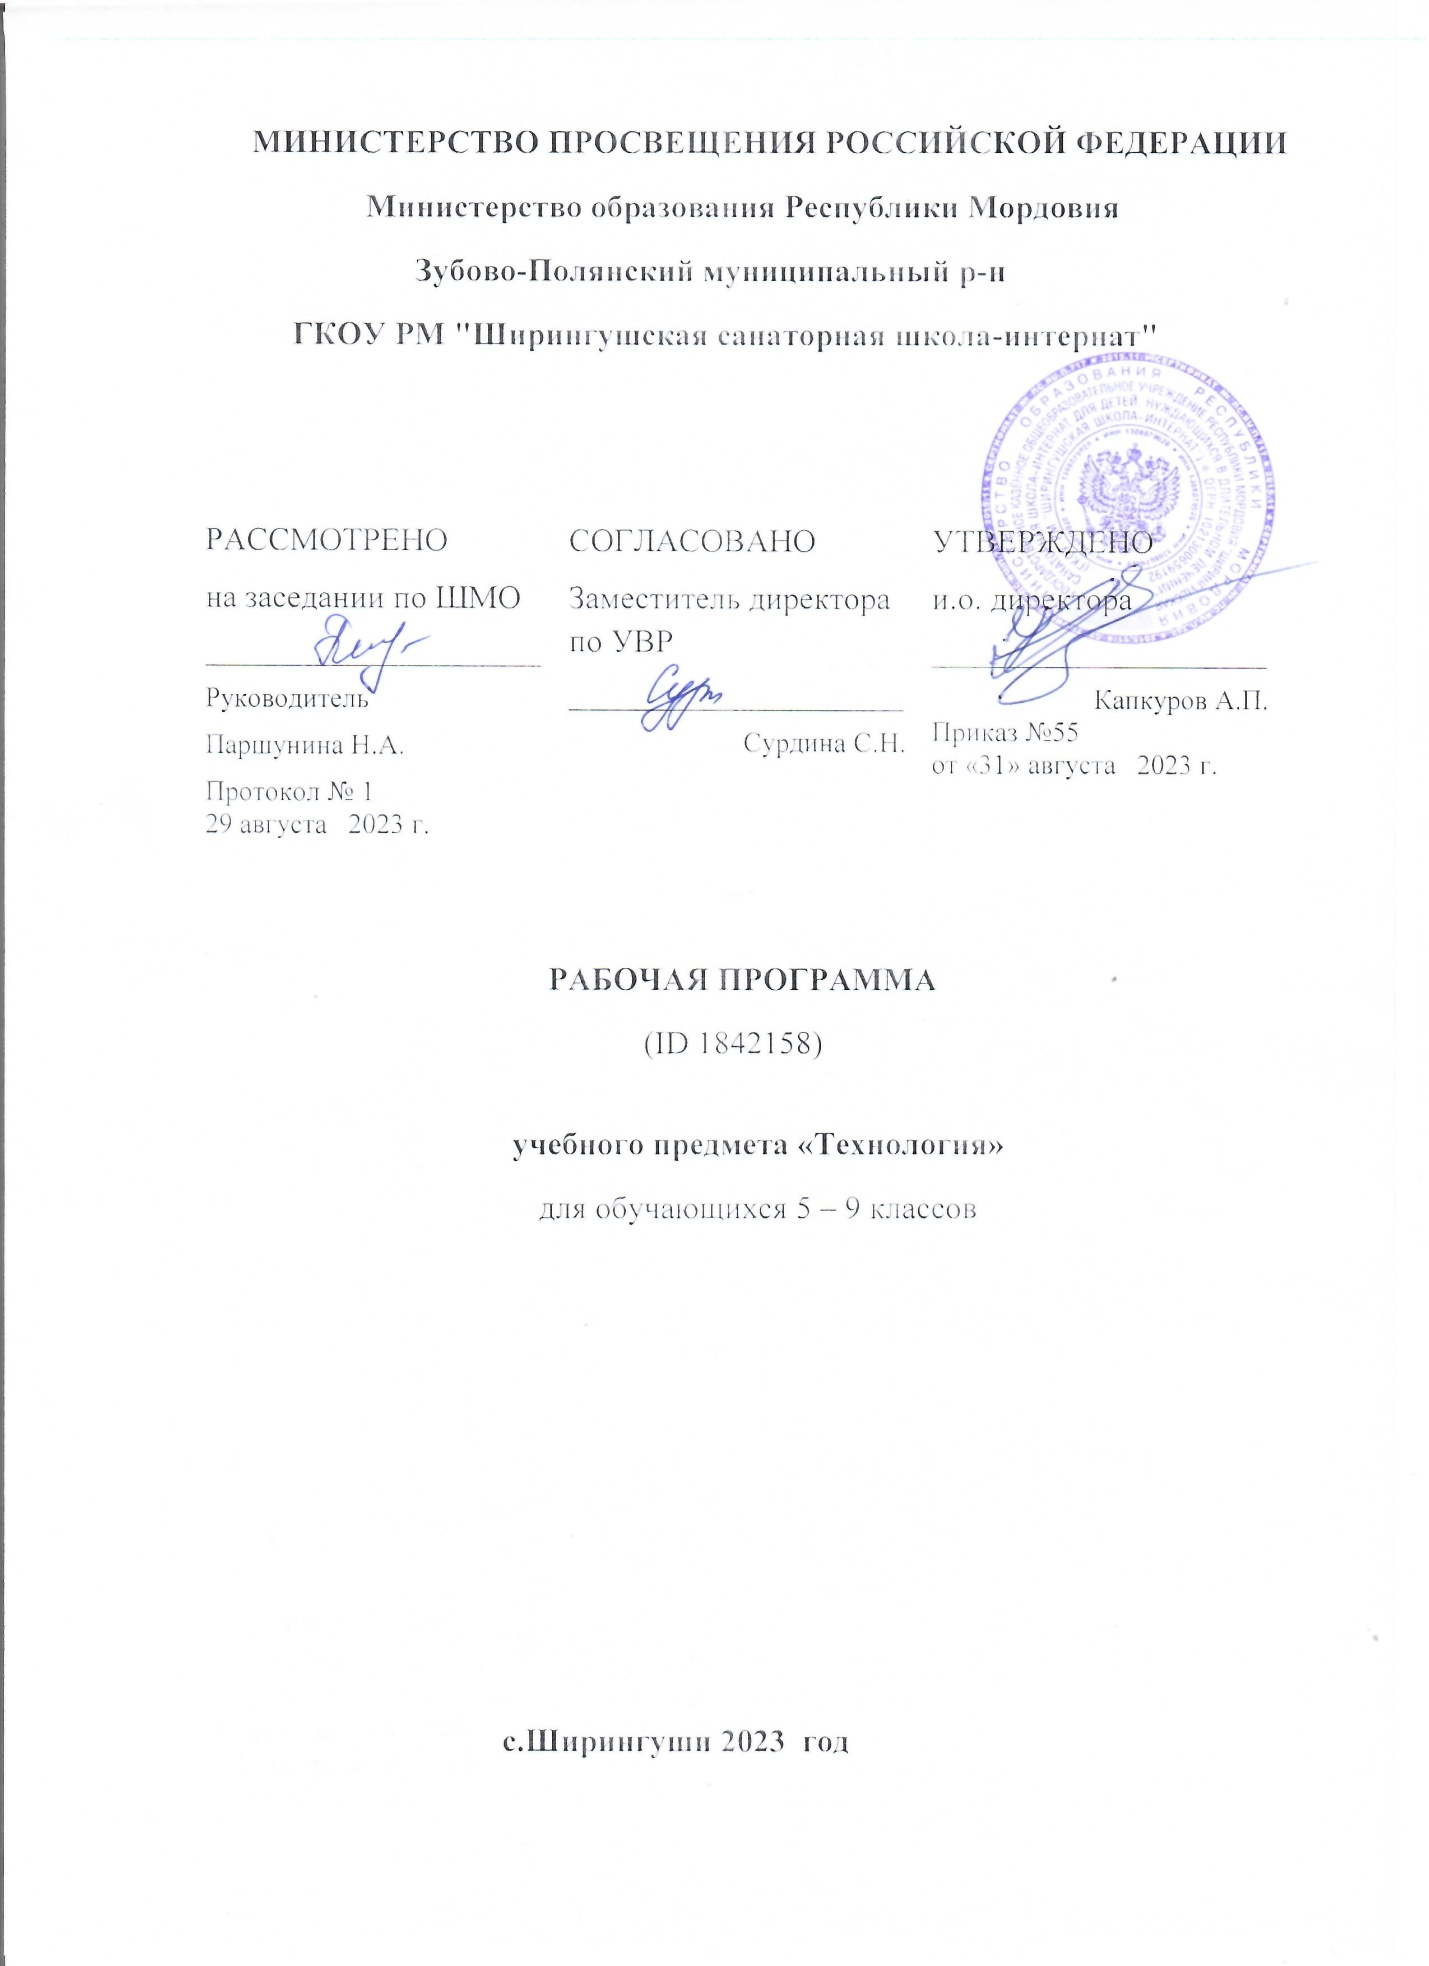 МИНИСТЕРСТВО ПРОСВЕЩЕНИЯ РОССИЙСКОЙ ФЕДЕРАЦИИ
Министерство образования Республики Мордовия
Зубово-Полянский муниципальный р-н
ГКОУ РМ "Ширингушская санаторная школа-интернат"
РАССМОТРЕНО
на заседании по ШМО
Руководитель
Паршунина Н.А.
Протокол № 1
29 августа 2023 г.
СОГЛАСОВАНО
Заместитель директора
по УВР
Сурдина С.Н.
УТВЕРЖДЕНО
и.о. директора
Капкуров А.П.
Приказ №55
от «31» августа 2023 г.
ОБРАЗОВАНИЯ РЕСПУБЛИКИ МОРДОВИЯ
РАБОЧАЯ ПРОГРАММА
(ID 1842158)
учебного предмета «Технология»
для обучающихся 5 – 9 классов
с.Ширингуши 2023 год